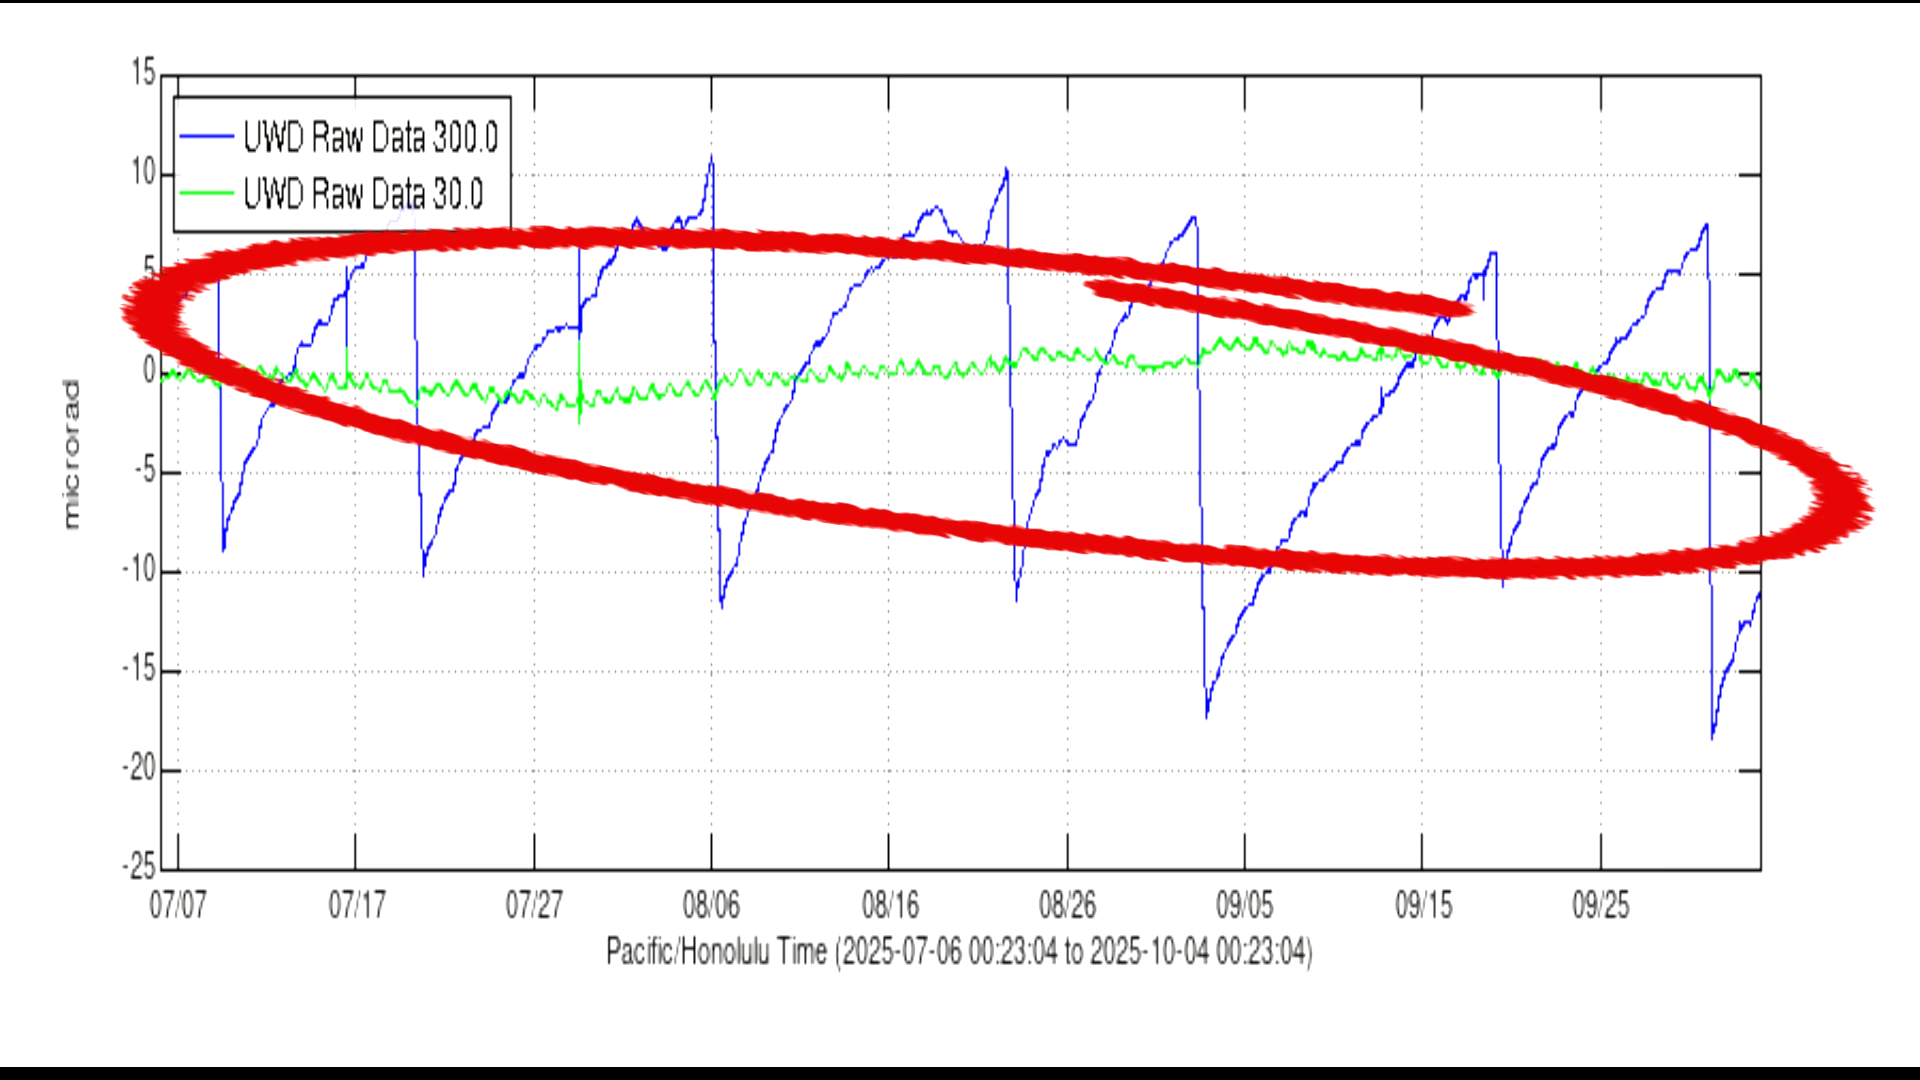 15
UWD Raw Data 300.0
10
UWD Raw Data 30.0
5
0
-5
-10
-15
-20
-25
microrad
07/07 07/17 07/27 08/06 08/16 08/26 09/05 09/15 09/25
Pacific/Honolulu Time (2025-07-06 00:23:04 to 2025-10-04 00:23:04)